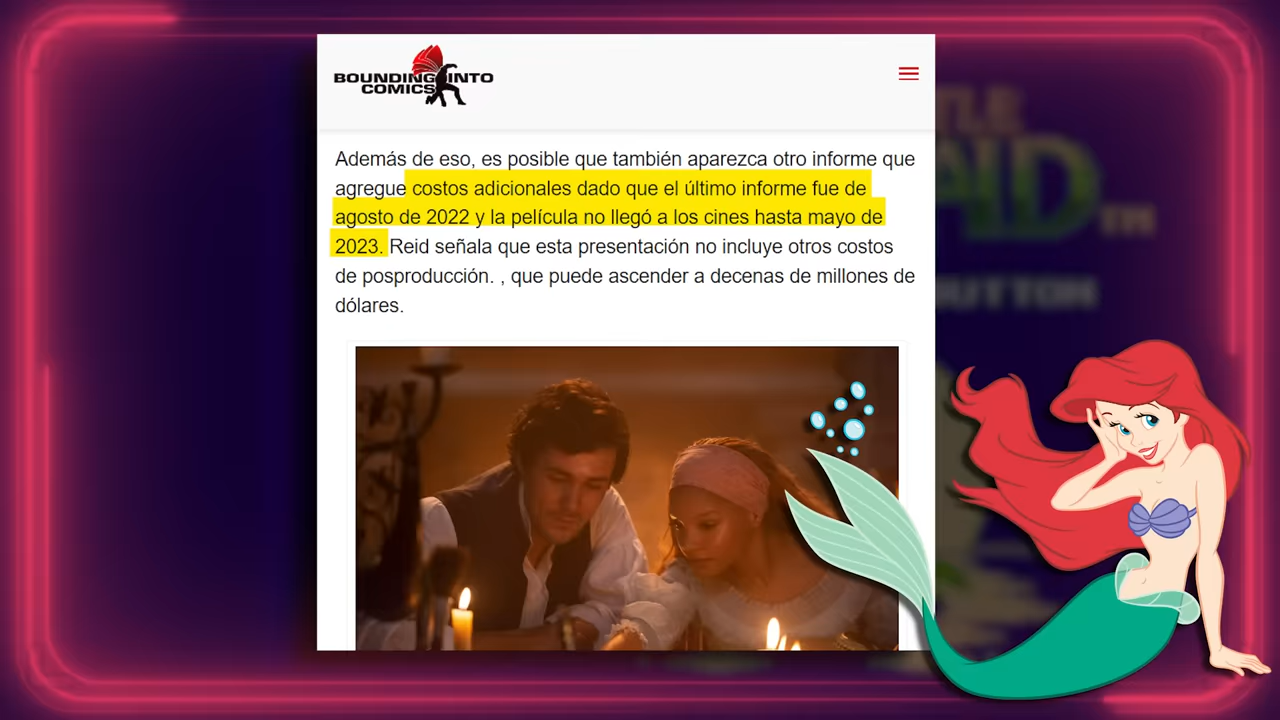 BOUNDING INTO
COMICS
Además de eso, es posible que también aparezca otro informe que
agregue costos adicionales dado que el último informe fue de
agosto de 2022 y la película no llegó a los cines hasta mayo de
2023. Reid señala que esta presentación no incluye otros costos
de posproducción. , que puede ascender a decenas de millones de
dólares.
TM
BUTTON